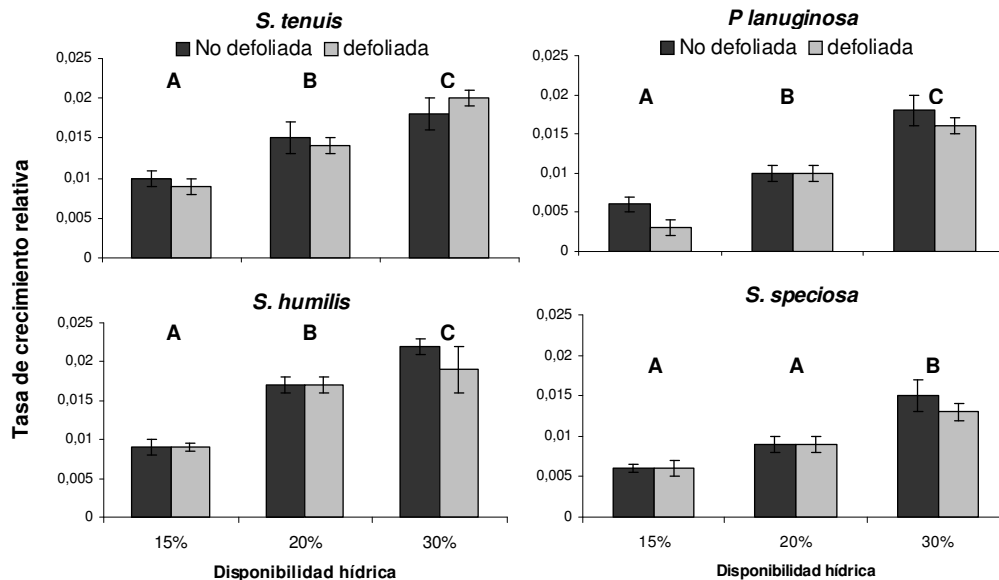 S. tenuis
No defoliada defoliada
A B C
0,025
0,02
0,015
0,01
0,005
0
P lanuginosa
No defoliada defoliada
A B C
0,025
0,02
0,015
0,01
0,005
0
Tasa de crecimiento relativa
S. humilis
A B C
0,025
0,02
0,015
0,01
0,005
0
15% 20% 30%
Disponibilidad hídrica
S. speciosa
A A B
0,025
0,02
0,015
0,01
0,005
0
15% 20% 30%
Disponibilidad hídrica